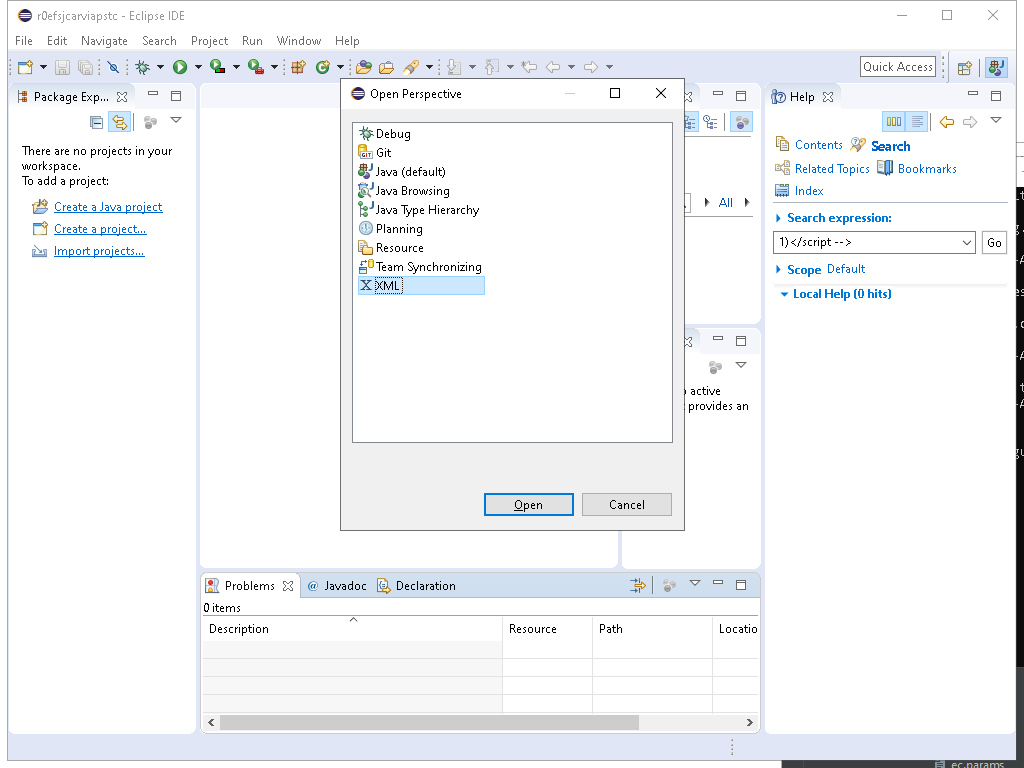 r0efsjcarviapstc - Eclipse IDE
File Edit Navigate Search Project Run Window Help
Quick Access
Package Exp...
There are no projects in your
workspace.
To add a project:
Create a Java project
Create a project...
Import projects...
Open Perspective
Debug
GIT Git
Java (default)
Java Browsing
Java Type Hierarchy
Planning
Resource
Team Synchronizing
XML
Open Cancel
All
active
provides an
Help
Contents Search
Related Topics Bookmarks
Index
Search expression:
1)</script --> Go
Scope Default
Local Help (0 hits)
Problems @ Javadoc Declaration
0 items
Description Resource Path Locatio
ec.params